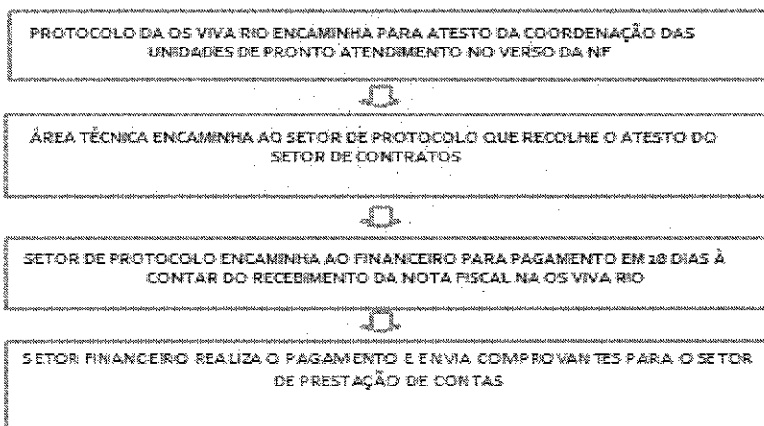 PROTOCOLO DA OS VIVA RIO ENCAMINHA PARA ATESTO DA COORDENAÇÃO DAS
UNIDADES DE PRONTO ATENDIMENTO NO VERSO DA NF
ÁREA TÉCNICA ENCAMINHA AO SETOR DE PROTOCOLO QUE RECOLHE O ATESTO DO
SETOR DE CONTRATOS
SETOR DE PROTOCOLO ENCAMINHA AO FINANCEIRO PARA PAGAMENTO EM DIAS À
CONTAR DO RECEBIMENTO DA NOTA FISCAL NA OS VIVA RIO
SETOR FINANCEIRO REALIZA O PAGAMENTO E ENVIA COMPROVANTES PARA O SETOR
DE PRESTAÇÃO DE CONTAS